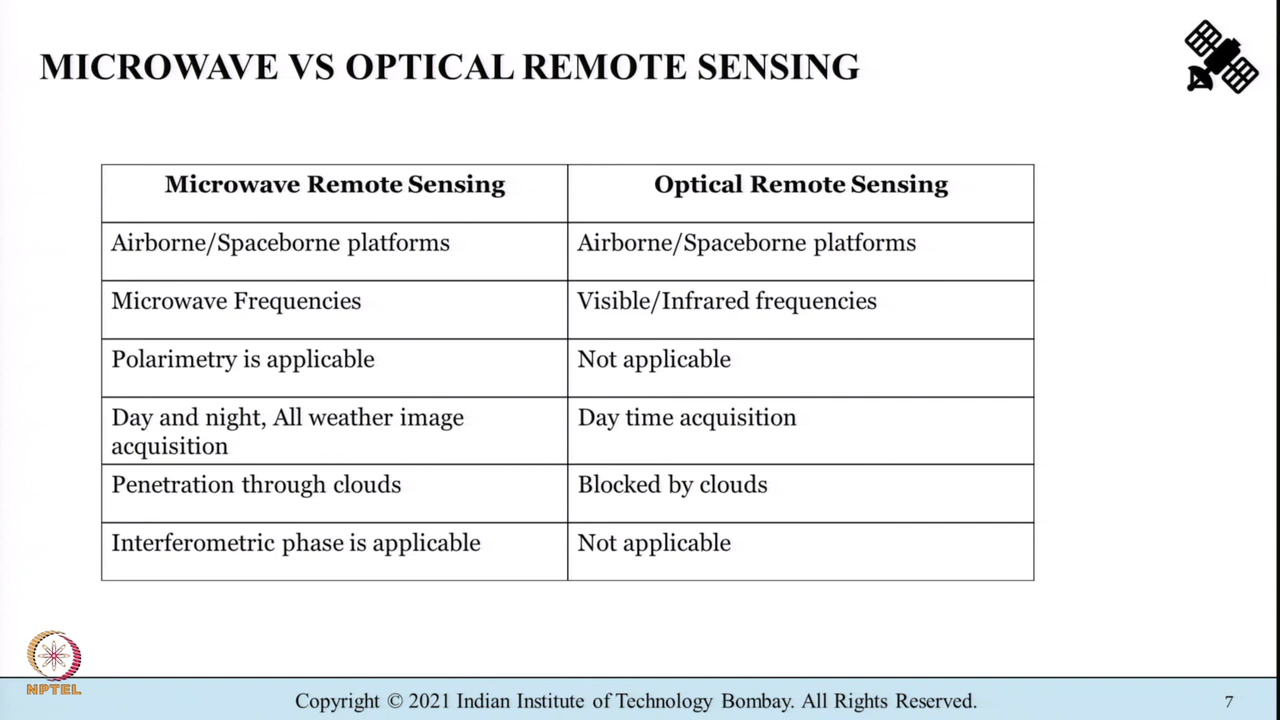 MICROWAVE VS OPTICAL REMOTE SENSING
Microwave Remote Sensing
Optical Remote Sensing
Airborne/Spaceborne platforms
Airborne/Spaceborne platforms
Microwave Frequencies
Visible/Infrared frequencies
Polarimetry is applicable
Not applicable
Day and night, All weather image
acquisition
Day time acquisition
Penetration through clouds
Blocked by clouds
Interferometric phase is applicable
Not applicable
NPTEL
Copyright © 2021 Indian Institute of Technology Bombay. All Rights Reserved.
7